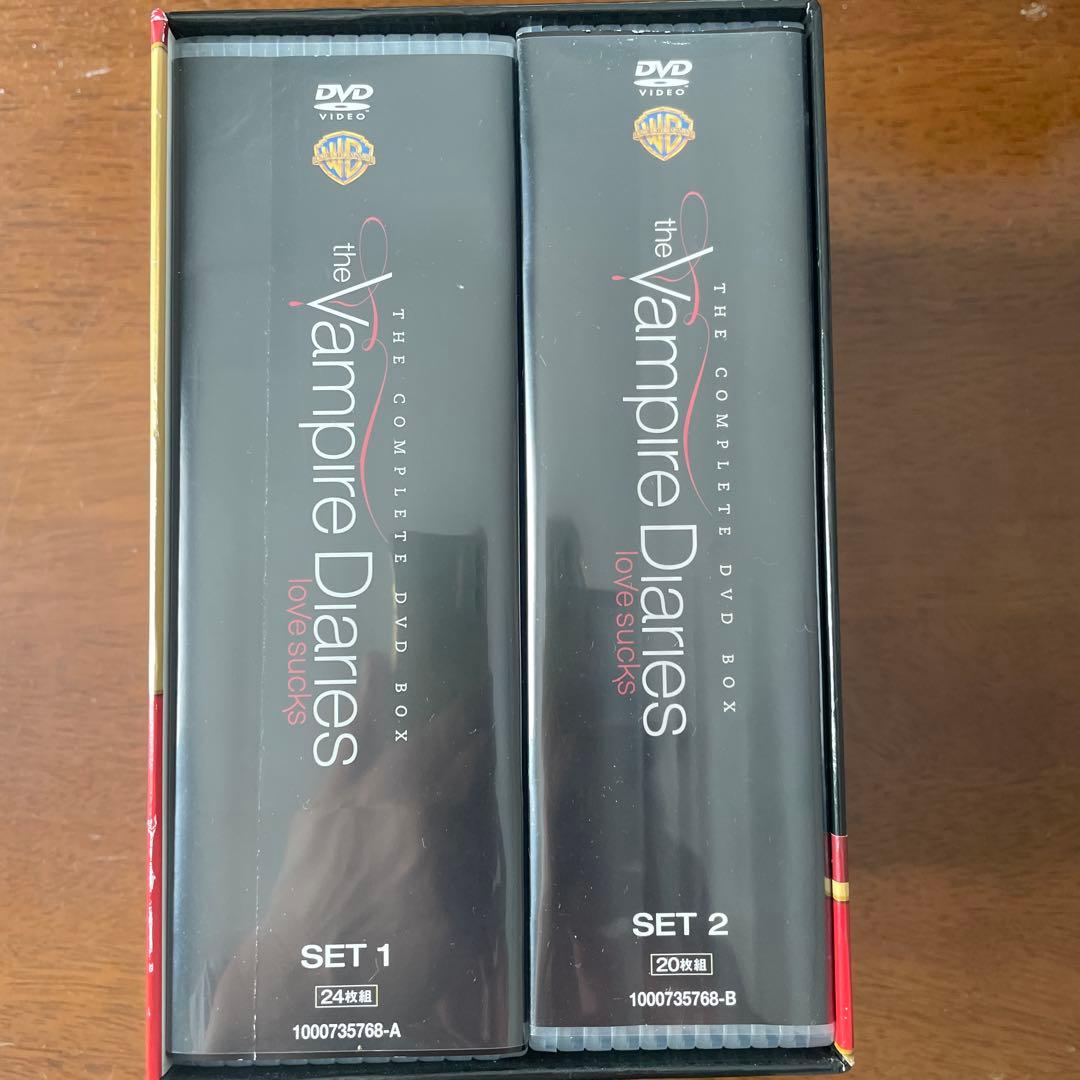 DVD
VIDEO
WB
the Vampire Diaries
love sucks
THE COMPLETE DVD BOX
SET 1
24枚組
1000735768-A
DVD
VIDEO
WB
the Vampire Diaries
love sucks
THE COMPLETE DVD BOX
SET 2
20枚組
1000735768-B